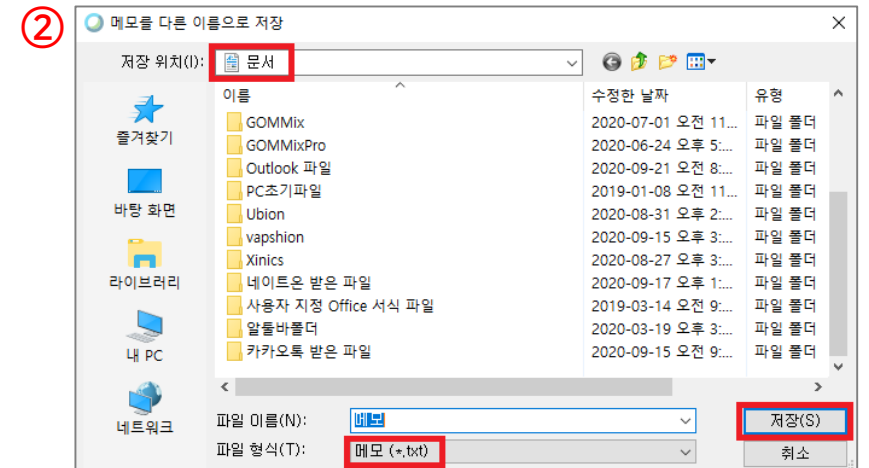 ②
메모를 다른 이름으로 저장
저장 위치(I): 문서
이름 수정한 날짜 유형
GOMMix 2020-07-01 오전 11... 파일 폴더
GOMMixPro 2020-06-24 오후 5:... 파일 폴더
Outlook 파일 2020-09-21 오전 8:... 파일 폴더
PC초기파일 2019-01-08 오전 11... 파일 폴더
Ubion 2020-08-31 오후 2:... 파일 폴더
vapshion 2020-09-15 오후 3:... 파일 폴더
Xinics 2020-08-27 오후 3:... 파일 폴더
네이트온 받은 파일 2020-09-17 오후 1:... 파일 폴더
사용자 지정 Office 서식 파일 2019-03-14 오전 9:... 파일 폴더
알툴바폴더 2020-03-19 오후 3:... 파일 폴더
카카오톡 받은 파일 2020-09-15 오전 9:... 파일 폴더
즐겨찾기
바탕 화면
라이브러리
내 PC
네트워크
파일 이름(N): 메모 저장(S)
파일 형식(T): 메모 (*.txt) 취소